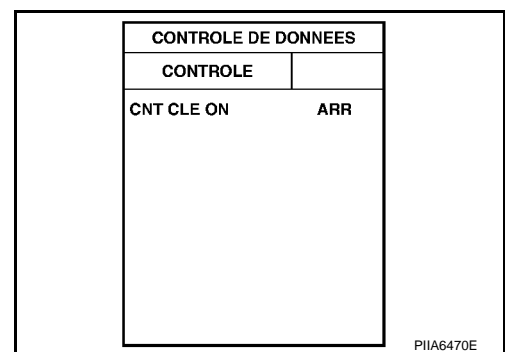 CONTROLE DE DONNEES
CONTROLE
CNT CLE ON ARR
PIIA6470E